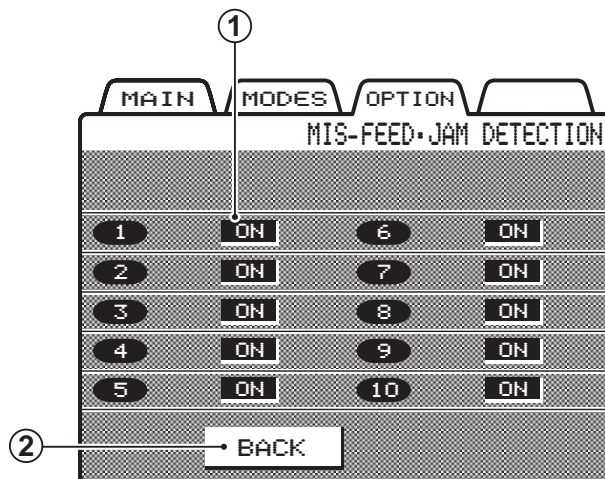 1
MAIN MODES OPTION
MIS-FEED•JAM DETECTION
1 ON 6 ON
2 ON 7 ON
3 ON 8 ON
4 ON 9 ON
5 ON 10 ON
2 BACK